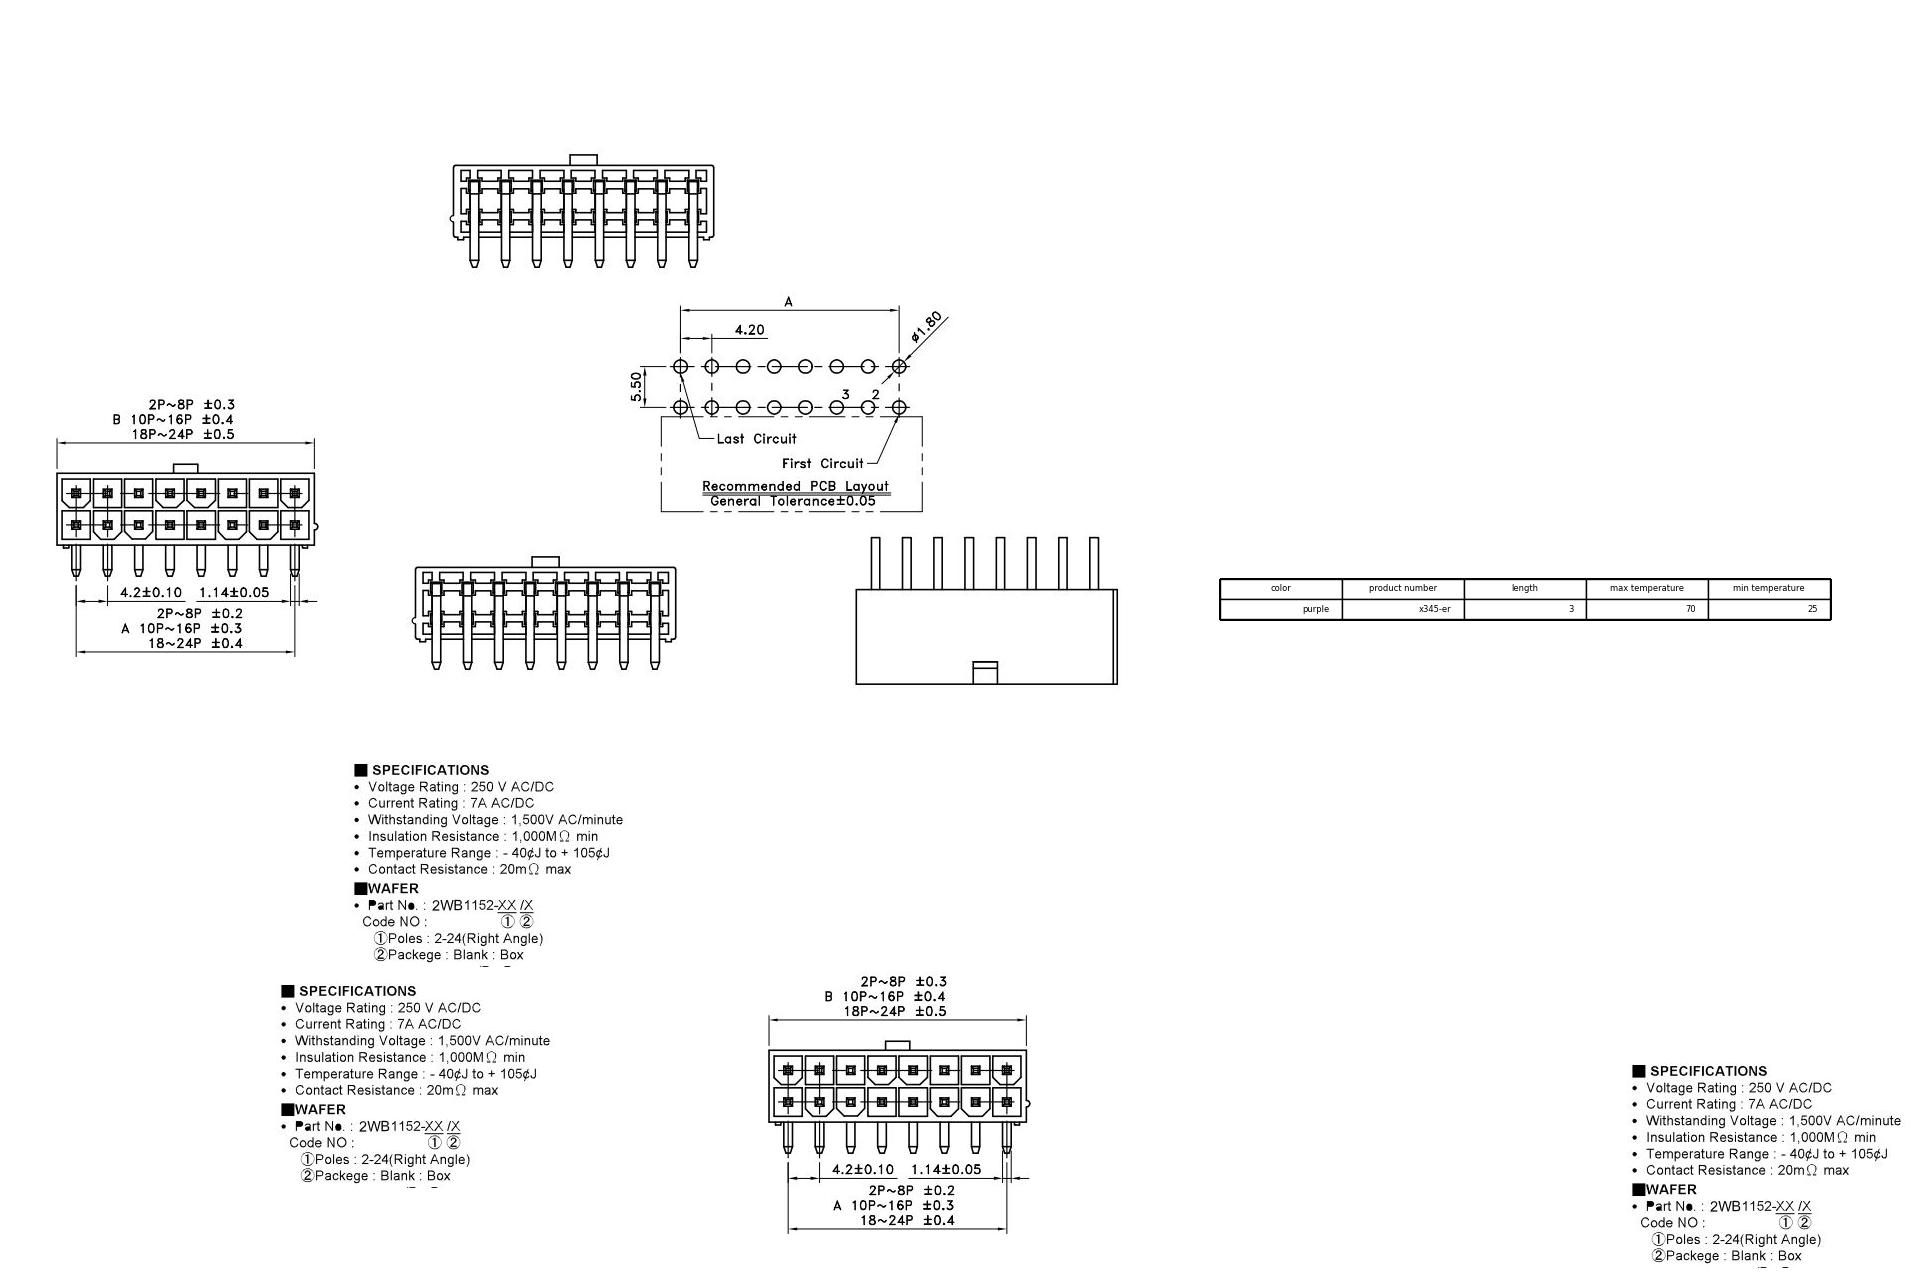 A
4.20
ø1.80
5.50
3 2
Last Circuit
First Circuit
Recommended PCB Layout
General Tolerance±0.05
2P~8P ±0.3
B 10P~16P ±0.4
18P~24P ±0.5
4.2±0.10 1.14±0.05
2P~8P ±0.2
A 10P~16P ±0.3
18~24P ±0.4
color product number length max temperature min temperature
purple x345-er 3 70 25
■ SPECIFICATIONS
• Voltage Rating : 250 V AC/DC
• Current Rating : 7A AC/DC
• Withstanding Voltage : 1,500V AC/minute
• Insulation Resistance : 1,000MΩ min
• Temperature Range : - 40¢J to + 105¢J
• Contact Resistance : 20mΩ max
■WAFER
• Part No. : 2WB1152-XX /X
Code NO : ① ②
①Poles : 2-24(Right Angle)
②Packege : Blank : Box
■ SPECIFICATIONS
• Voltage Rating : 250 V AC/DC
• Current Rating : 7A AC/DC
• Withstanding Voltage : 1,500V AC/minute
• Insulation Resistance : 1,000MΩ min
• Temperature Range : - 40¢J to + 105¢J
• Contact Resistance : 20mΩ max
■WAFER
• Part No. : 2WB1152-XX /X
Code NO : ① ②
①Poles : 2-24(Right Angle)
②Packege : Blank : Box
2P~8P ±0.3
B 10P~16P ±0.4
18P~24P ±0.5
4.2±0.10 1.14±0.05
2P~8P ±0.2
A 10P~16P ±0.3
18~24P ±0.4
■ SPECIFICATIONS
• Voltage Rating : 250 V AC/DC
• Current Rating : 7A AC/DC
• Withstanding Voltage : 1,500V AC/minute
• Insulation Resistance : 1,000MΩ min
• Temperature Range : - 40¢J to + 105¢J
• Contact Resistance : 20mΩ max
■WAFER
• Part No. : 2WB1152-XX /X
Code NO : ① ②
①Poles : 2-24(Right Angle)
②Packege : Blank : Box